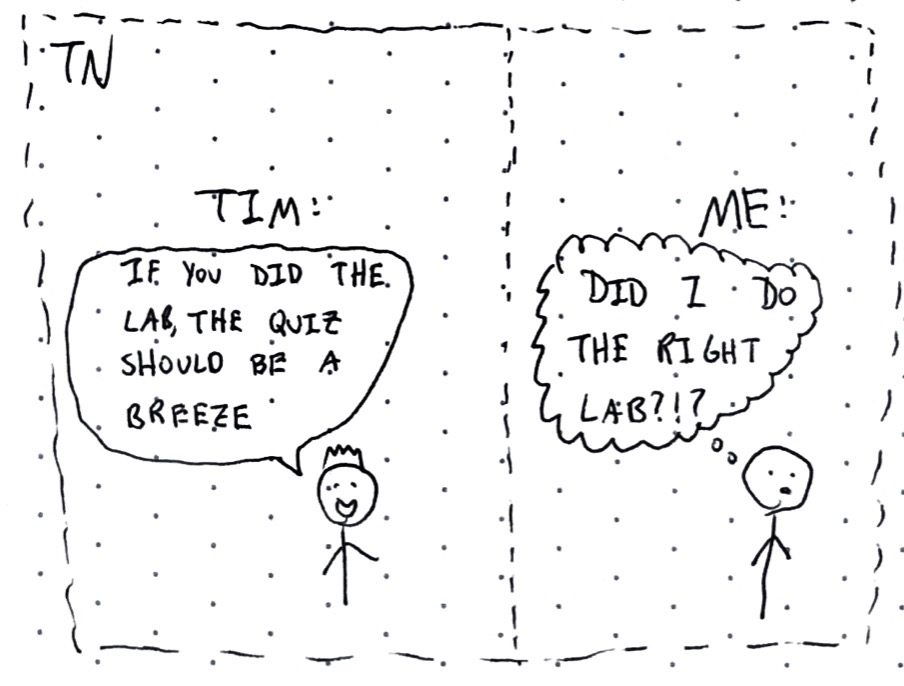 TN
TIM:
IF YOU DID THE
LAB, THE QUIZ
SHOULD BE A
BREEZE
ME:
DID I DO
THE RIGHT
LAB?!?